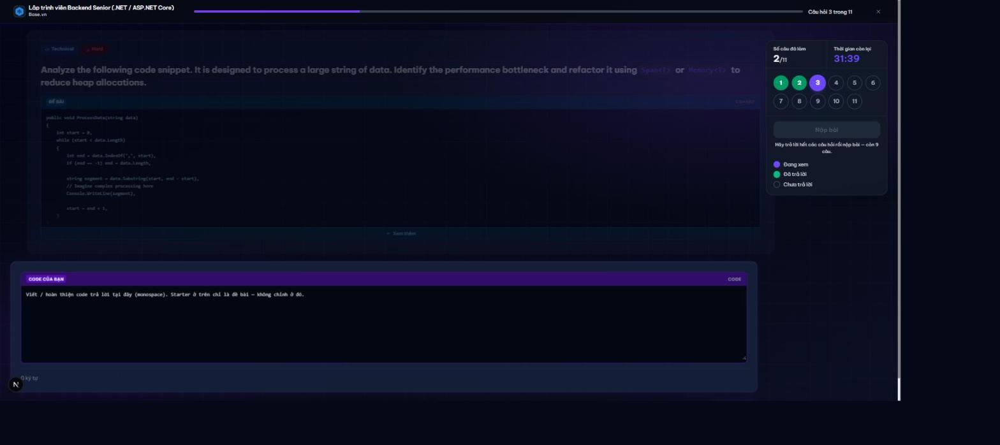 Lập trình viên Backend Senior (.NET / ASP.NET Core)
Base.vn
Câu hỏi 3 trong 11
Technical
Hard
Analyze the following code snippet. It is designed to process a large string of data. Identify the performance bottleneck and refactor it using Span<T> or Memory<T> to
reduce heap allocations.
ĐỀ BÀI
public void ProcessData(string data)
{
int start = 0;
while (start < data.Length)
{
int end = data.IndexOf(',', start);
if (end == -1) end = data.Length;
string segment = data.Substring(start, end - start);
// Imagine complex processing here
Console.WriteLine(segment);
start = end + 1;
}
Xem thêm
Số câu đã làm
2/11
Thời gian còn lại
31:39
1 2 3 4 5 6
7 8 9 10 11
Nộp bài
Hãy trả lời hết các câu hỏi rồi nộp bài — còn 9
câu.
Đang xem
Đã trả lời
Chưa trả lời
CODE CỦA BẠN
CODE
Viết / hoàn thiện code trả lời tại đây (monospace). Starter ở trên chỉ là đề bài — không chỉnh ở đó.
0 ký tự
N